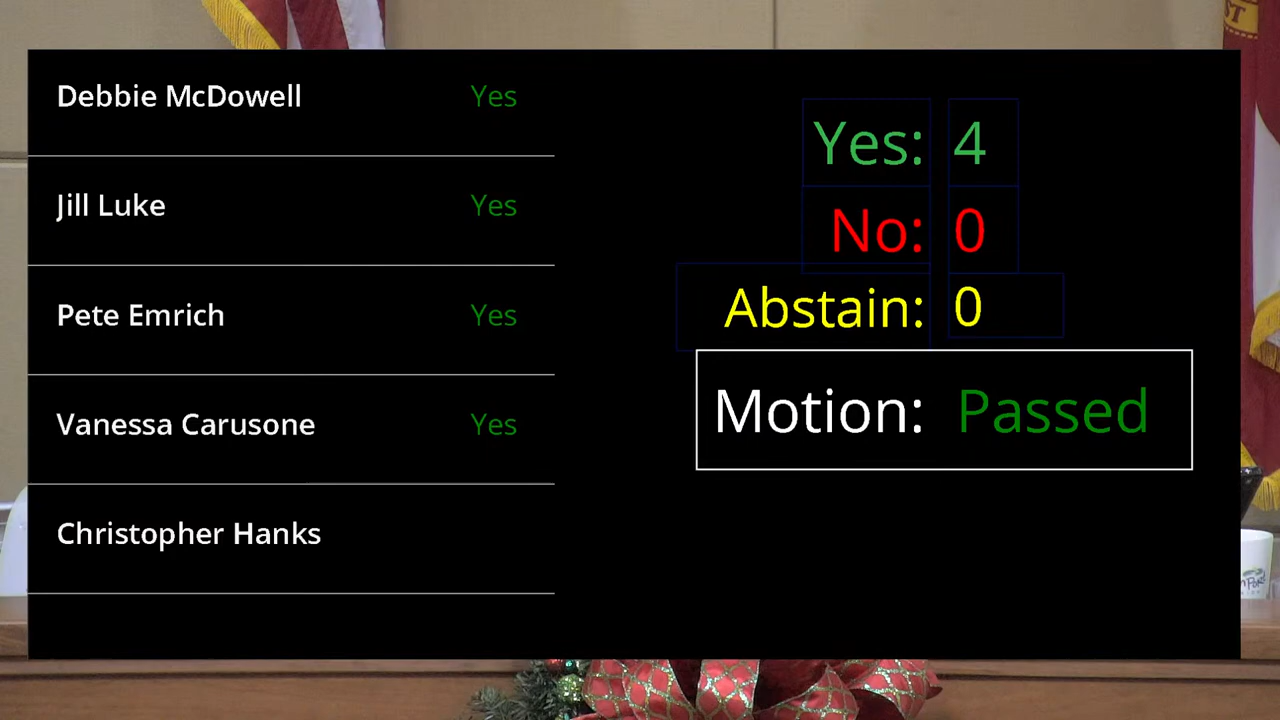 Debbie McDowell Yes
Jill Luke Yes
Pete Emrich Yes
Vanessa Carusone Yes
Christopher Hanks
Yes: 4
No: 0
Abstain: 0
Motion: Passed